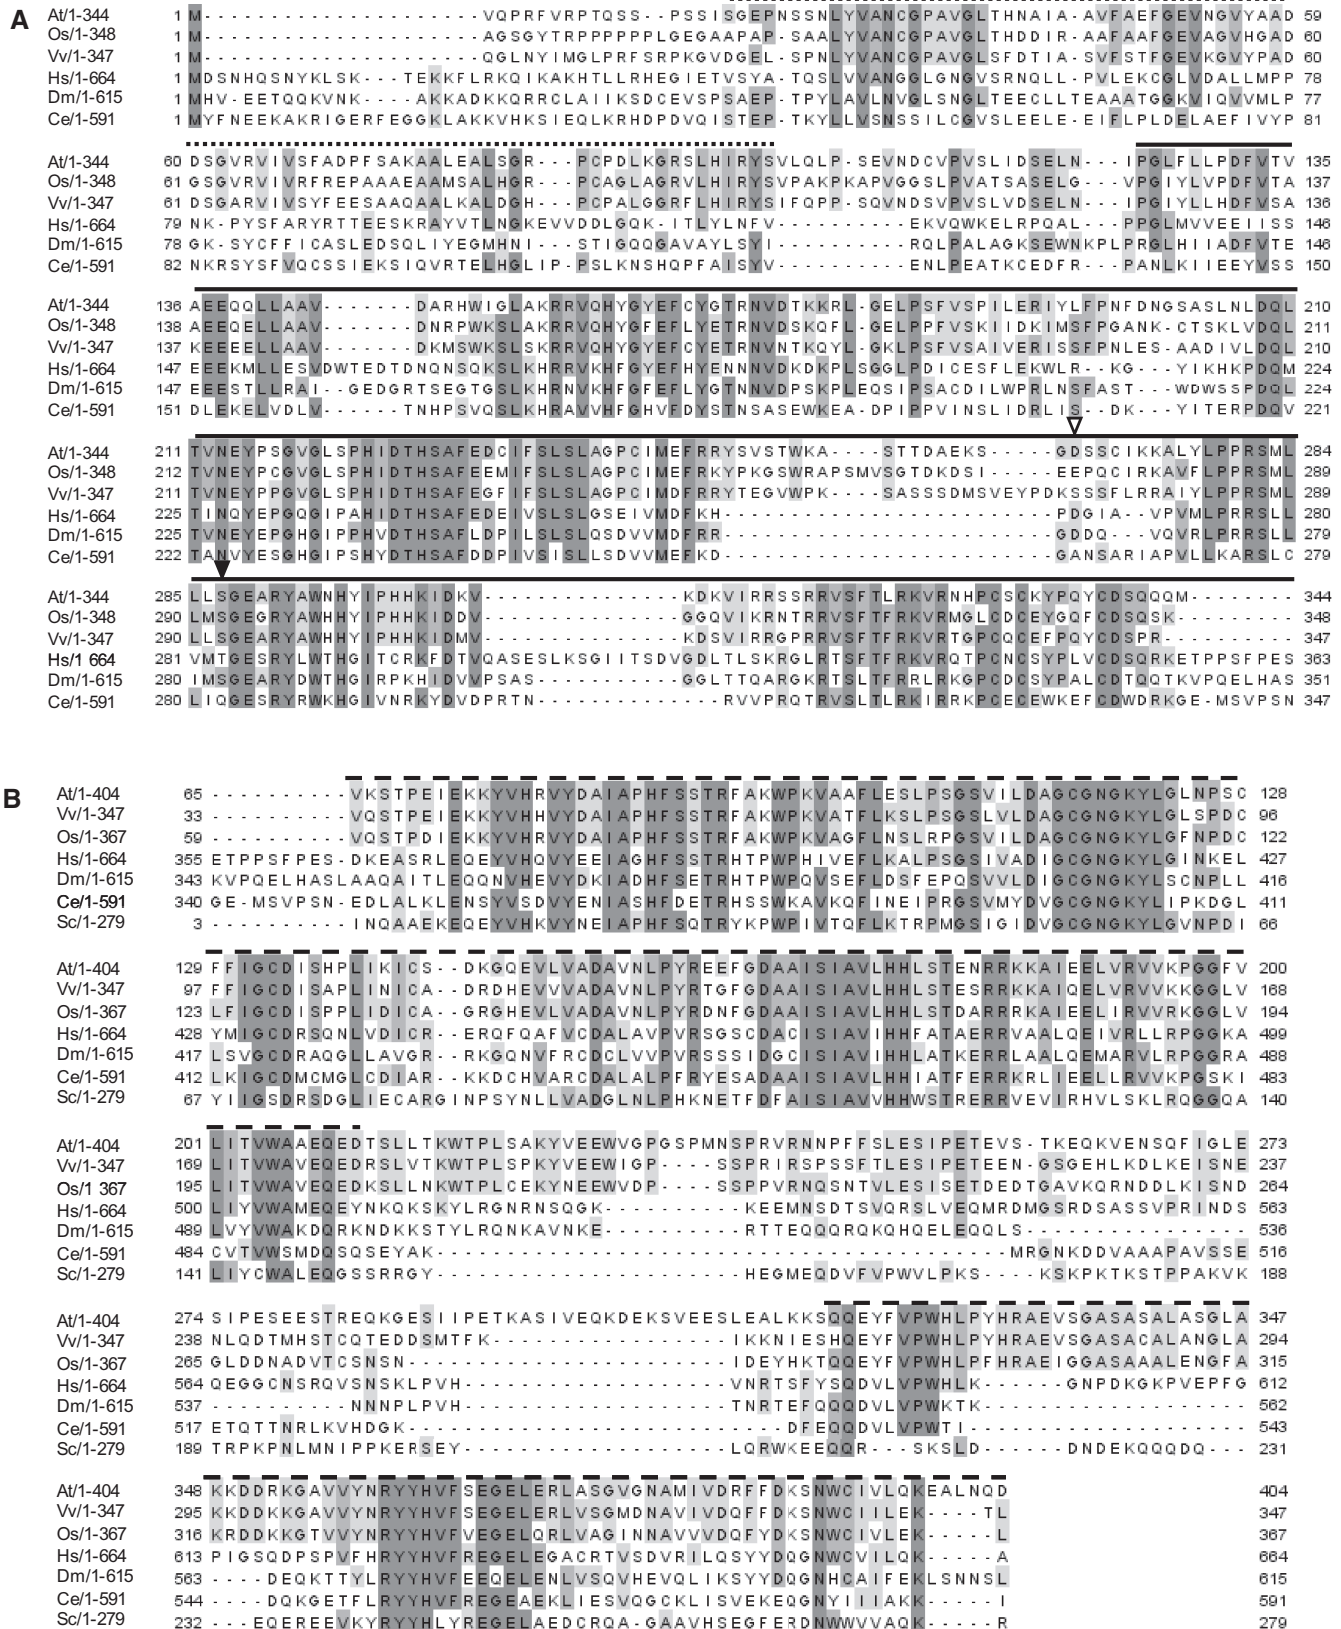 A
At/1-344 1 M---------------------VQPRFVRPTQSS--PSSISGEPNSSNLYVANCGPAVGLTHNAIA-AVFAEFGEVNGVYAAD 59
Os/1-348 1 M---------------------AGSGYTRPPPPPPLGEGAAPAP-SAALYVANCGPAVGLTHDDIR-AAFAAFGEVAGVHGAD 60
Vv/1-347 1 M---------------------QGLNYIMGLPRFSRPKGVDGEL-SPNLYVANCGPAVGLSFDTIA-SVFSTFGEVKGVYPAD 60
Hs/1-664 1 MDSNHQSNYKLSK---TEKKFLRKQIKAKHTLLRHEGIETVSYA-TQSLVVANGGLGNGVSRNQLL-PVLEKCGLVDALLMPP 78
Dm/1-615 1 MHV-EETQQKVNK----AKKADKKQRRCLAIIKSDCEVSPSAEP-TPYLAVLNVGLSNGLTEECLLTEAAATGGKVIQVVMLP 77
Ce/1-591 1 MYFNEEKAKRIGERFEGGKLAKKVHKSIEQLKRHDPDVQISTEP-TKYLLVSNSSILCGVSLEELE-EIFLPLDELAEFIVYP 81
At/1-344 60 DSGVRVIVSFADPFSAKAALEALSGR---PCPDLKGRSLHIRYSVLQLP-SEVNDCVPVSLIDSELN---IPGLFLLPDFVTV 135
Os/1-348 61 GSGVRVIVRFREPAAAEAAMSALHGR---PCAGLAGRVLHIRYSVPAKPKAPVGGSLPVATSASELG---VPGIYLVPDFVTA 137
Vv/1-347 61 DSGARVIVSYFEESAAQAALKALDGH---PCPALGGRFLHIRYSIFQPP-SQVNDSVPVSLVDSELN---IPGIYLLHDFVSA 136
Hs/1-664 79 NK-PYSFARYRTTEESKRAYVTLNGKEVVDDLGQK-ITLYLNFV----------EKVQWKELRPQAL---PPGLMVVEEIISS 146
Dm/1-615 78 GK-SYCFFICASLEDSQLIYEGMHNI---STIGQQGAVAYLSYI----------RQLPALAGKSEWNKPLPRGLHIIADFVTE 146
Ce/1-591 82 NKRSYSFVQCSSIEKSIQVRTELHGLIP-PSLKNSHQPFAISYV----------ENLPEATKCEDFR---PANLKIIEEYVSS 150
At/1-344 136 AEEQQLLAAV-------DARHWIGLAKRRVQHYGYEFCYGTRNVDTKKRL-GELPSFVSPILERIYLFPNFDNGSASLNLDQL 210
Os/1-348 138 AEEQELLAAV-------DNRPWKSLAKRRVQHYGFEFLYETRNVDSKQFL-GELPPFVSKIIDKIMSFPGANK-CTSKLVDQL 211
Vv/1-347 137 KEEEELLAAV-------DKMSWKSLSKRRVQHYGYEFCYETRNVNTKQYL-GKLPSFVSAIVERISSFPNLES-AADIVLDQL 210
Hs/1-664 147 EEEKMLLESVDWTEDTDNQNSQKSLKHRRVKHFGYEFHYENNNVDKDKPLSGGLPDICESFLEKWLR--KG---YIKHKPDQM 224
Dm/1-615 147 EEESTLLRAI--GEDGRTSEGTGSLKHRNVKHFGFEFLYGTNNVDPSKPLEQSIPSACDILWPRLNSFAST---WDWSSPDQL 224
Ce/1-591 151 DLEKELVDLV-------TNHPSVQSLKHRAVVHFGHVFDYSTNSASEWKEA-DPIPPVINSLIDRLIS--DK---YITERPDQV 221
At/1-344 211 TVNEYPSGVGLSPHIDTHSAFEDCIFSLSLAGPCIMEFRRYSVSTWKA-----STTDAEKS-----GDSSCIKKALYLPPRSML 284
Os/1-348 212 TVNEYPPGVGLSPHIDTHSAFEEMIFSLSLAGPCIMEFRKYPKGSWRAPSMVSGTDKDSI------EEPQCIRKAVFLPPRSML 289
Vv/1-347 211 TVNEYPPGVGLSPHIDTHSAFEGFIFSLSLAGPCIMDFRRYTEGVWPK----SASSSDMSVEYPDKSSSFLRRAIYLPPRSML 289
Hs/1-664 225 TINQYEPGQGIPAHIDTHSAFEDEIVSLSLGSEIVMDFKH-------------------------PDGIA--VPVMLPRRSLL 280
Dm/1-615 225 TVNEYEPGHGIPPHVDTHSAFLDPILSLSLQSDVVMDFRR-------------------------GDDQ---VQVRLPRRSLL 279
Ce/1-591 222 TANVYESGHGIPSHYDTHSAFDDPIVSISLLSDVVMEFKD-------------------------GANSARIAPVLLKARSLC 279
At/1-344 285 LLSGEARYAWNHYIPHHKIDKV---------------KDKVIRRSSRRVSFTLRKVRNHPCSCKYPQYCDSQQQM--------- 344
Os/1-348 290 LMSGEGRYAWHHYIPHHKIDDV---------------GGQVIKRNTRRVSFTFRKVRMGLCDCEYGQFCDSQSK---------- 348
Vv/1-347 290 LLSGEARYAWHHYIPHHKIDMV---------------KDSVIRRGPRRVSFTFRKVRTGPCQCEFPQYCDSPR----------- 347
Hs/1 664 281 VMTGESRYLWTHGITCRKFDTVQASESLKSGIITSDVGDLTLSKRGLRTSFTFRKVRQTPCNCSYPLVCDSQRKETPPSFPES 363
Dm/1-615 280 IMSGEARYDWTHGIRPKHIDVVPSAS-----------GGLTTQARGKRTSLTFRRLRKGPCDCSYPALCDTQQTKVPQELHAS 351
Ce/1-591 280 LIQGESRYRWKHGIVNRKYDVDPRTN--------------RVVPRQTRVSLTLRKIRRKPCECEWKEFCDWDRKGE-MSVPSN 347
B
At/1-404 65 ----------VKSTPEIEKKYVHRVYDAIAPHFSSTRFAKWPKVAAFLESLPSGSVILDAGCGNGKYLGLNPSC 128
Vv/1-347 33 ----------VQSTPEIEKKYVHRVYDAIAPHFSSTRFAKWPKVATFLKSLPSGSLVLDAGCGNGKYLGLSPDC 96
Os/1-367 59 ----------VQSTPDIEKKYVHHVYDAIAPHFSSTRFAKWPKVAGFLNSLRPGSVVLDAGCGNGKYLGFNPDC 122
Hs/1-664 355 ETPPSFPES-DKEASRLEQEYVHQVYEEIAGHFSSTRHTPWPHIVEFLKALPSGSIVADIGCGNGKYLGINKEL 427
Dm/1-615 343 KVPQELHASLAAQAITLEQQNVHEVYDKIADHFSETRHTPWPQVSEFLDSFEPQSVVLDIGCGNGKYLSCNPLL 416
Ce/1-591 340 GE-MSVPSN-EDLALKLENSYVSDVYENIASHFDETRHSSWKAVKQFINEIPRGSVMYDVGCGNGKYLIPKDGL 411
Sc/1-279 3 ----------INQAAEKEQEYVHKVYNEIAPHFSQTRYKPWPIVTQFLKTRPMGSIGIDVGCGNGKYLGVNPDI 66
At/1-404 129 FFIGCDISHPLIKICS--DKGQEVLVADAVNLPYREEFGDAAISIAVLHHLSTENRRKKAIEELVRVVKPGGFV 200
Vv/1-347 97 FFIGCDISAPLINICA--DRDHEVVVADAVNLPYRTGFGDAAISIAVLHHLSTESRRKKAIQELVRVVKKGGLV 168
Os/1-367 123 LFIGCDISPPLIDICA--GRGHEVLVADAVNLPYRDNFGDAAISIAVLHHLSTDARRRKAIEELIRVVRKGGLV 194
Hs/1-664 428 YMIGCDRSQNLVDICR--ERQFQAFVCDALAVPVRSGSCDACISIAVIHHFATAERRVAALQEIVRLLRPGGKA 499
Dm/1-615 417 LSVGCDRAQGLLAVGR--RKGQNVFRCDCLVVPVRSSSIDGCISIAVIHHLATKERRLAALQEMARVLRPGGRA 488
Ce/1-591 412 LKIGCDMCMGLCDIAR--KKDCHVARCDALALPFRYESADAAISIAVLHHIATFERRKRLIEELLRVVKPGSKI 483
Sc/1-279 67 YIIGSDRSDGLIECARGINPSYNLLVADGLNLPHKNETFDFAISIAVVHHWSTRERRVEVIRHVLSKLRQGGQA 140
At/1-404 201 LITVWAAEQEDTSLLTKWTPLSAKYVEEWVGPGSPMNSPRVRNNPFFSLESIPETEVS-TKEQKVENSQFIGLE 273
Vv/1-347 169 LITVWAVEQEDRSLVTKWTPLSPKYVEEWIGP----SSPRIRSPSSFTLESIPETEEN-GSGEHLKDLKEISNE 237
Os/1 367 195 LITVWAVEQEDKSLLNKWTPLCEKYNEEWVDP----SSPPVRNQSNTVLESISETDEDTGAVKQRNDDLKISND 264
Hs/1-664 500 LIYVWAMEQEYNKQKSKYLRGNRNSQGK----------KEEMNSDTSVQRSLVEQMRDMGSRDSASSVPRINDS 563
Dm/1-615 489 LVYVWAKDQRKNDKKSTYLRQNKAVNKE----------RTTEQQQRQKQHQELEQQLS---------------- 536
Ce/1-591 484 CVTVWSMDQSQSEYAK-----------------------------------------MRGNKDDVAAAPAVSSE 516
Sc/1-279 141 LIYCWALEQGSSRRGY----------------------HEGMEQDVFVPWVLPKS----KSKPKTKSTPPAKVK 188
At/1-404 274 SIPESEESTREQKGESIIPETKASIVEQKDEKSVEESLEALKKSQQEYFVPWHLPYHRAEVSGASASALASGLA 347
Vv/1-347 238 NLQDTMHSTCQTEDDSMTFK-----------------IKKNIESHQEYFVPWHLPYHRAEVSGASACALANGLA 294
Os/1-367 265 GLDDNADVTCSNSN-----------------------IDEYHKTQQEYFVPWHLPFHRAEIGGASAAALENGFA 315
Hs/1-664 564 QEGGCNSRQVSNSKLPVH-------------------VNRTSFYSQDVLVPWHLK------GNPDKGKPVEPFG 612
Dm/1-615 537 ----------NNNPLPVH-------------------TNRTEFQQQDVLVPWKTK------------------- 562
Ce/1-591 517 ETQTTNRLKVHDGK---------------------------DFEQQDVLVPWTI-------------------- 543
Sc/1-279 189 TRPKPNLMNIPPKERSEY-------------------LQRWKEEQQR---SKSLD------DNDEKQQQDQ--- 231
At/1-404 348 KKDDRKGAVVYNRYYHVFSEGELERLASGVGNAMIVDRFFDKSNWCIVLQKEALNQD 404
Vv/1-347 295 KKDDKKGAVVYNRYYHVFSEGELERLVSGMDNAVIVDQFFDKSNWCIILEK----TL 347
Os/1-367 316 KRDDKKGTVVYNRYYHVFVEGELQRLVAGINNAVVVDQFYDKSNWCIVLEK-----L 367
Hs/1-664 613 PIGSQDPSPVFHRYYHVFREGELEGACRTVSDVRILQSYYDQGNWCVILQK-----A 664
Dm/1-615 563 ----DEQKTTYLRYYHVFEEQELENLVSQVHEVQLIKSYYDQGNHCAIFEKLSNNSL 615
Ce/1-591 544 ----DQKGETFLRYYHVFREGEAEKLIESVQGCKLISVEKEQGNYIIIAKK-----I 591
Sc/1-279 232 ---EQEREEVKYRYYHLYREGELAEDCRQA-GAAVHSEGFERDNWWVVAQK-----R 279